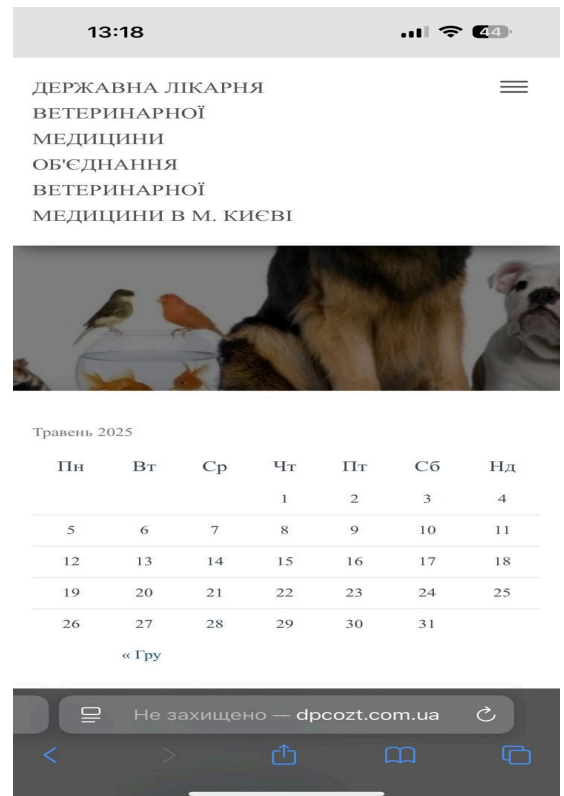 13:18
44
ДЕРЖАВНА ЛІКАРНЯ
ВЕТЕРИНАРНОЇ
МЕДИЦИНИ
ОБ'ЄДНАННЯ
ВЕТЕРИНАРНОЇ
МЕДИЦИНИ В М. КИЄВІ
Травень 2025
Пн Вт Ср Чт Пт Сб Нд
1 2 3 4
5 6 7 8 9 10 11
12 13 14 15 16 17 18
19 20 21 22 23 24 25
26 27 28 29 30 31
« Гру
Не захищено — dpcozt.com.ua